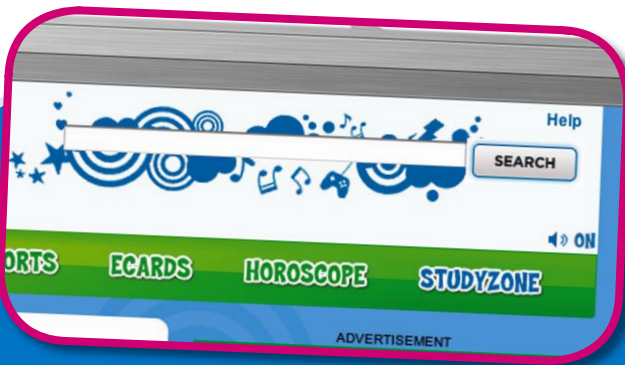 Help
SEARCH
ON
ORTS ECARDS HOROSCOPE STUDYZONE
ADVERTISEMENT